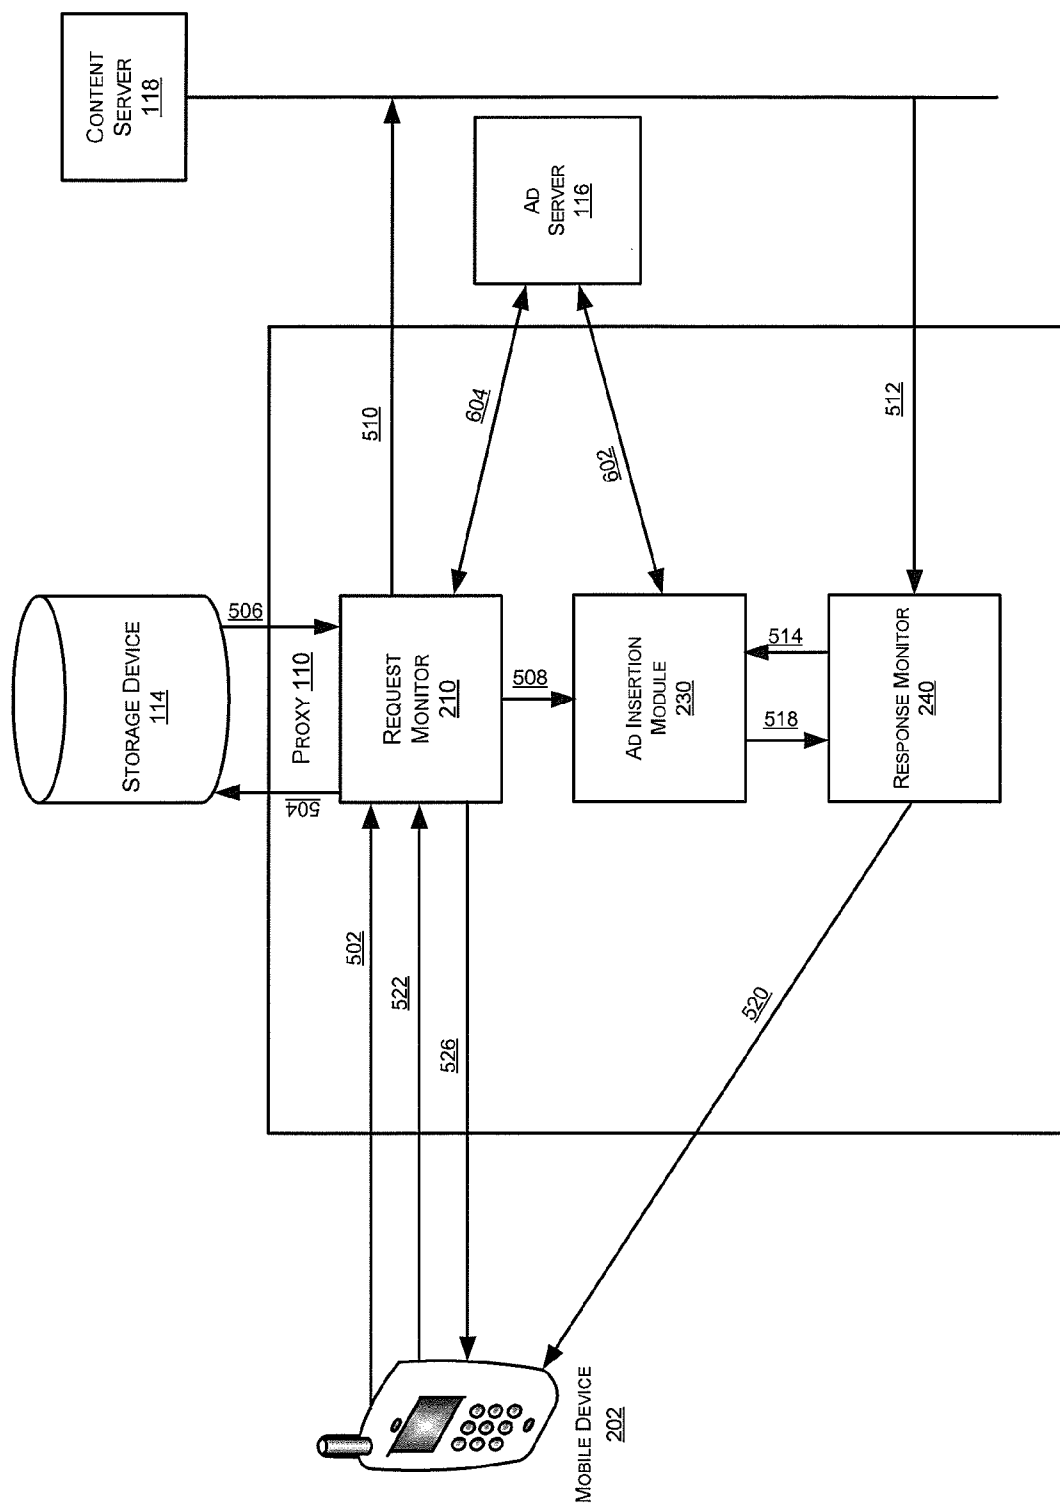 CONTENT
SERVER
118
AD
SERVER
116
510
604
602
512
STORAGE DEVICE
114
506
504
PROXY 110
REQUEST
MONITOR
210
508
AD INSERTION
MODULE
230
514
518
RESPONSE MONITOR
240
502
522
526
520
MOBILE DEVICE
202